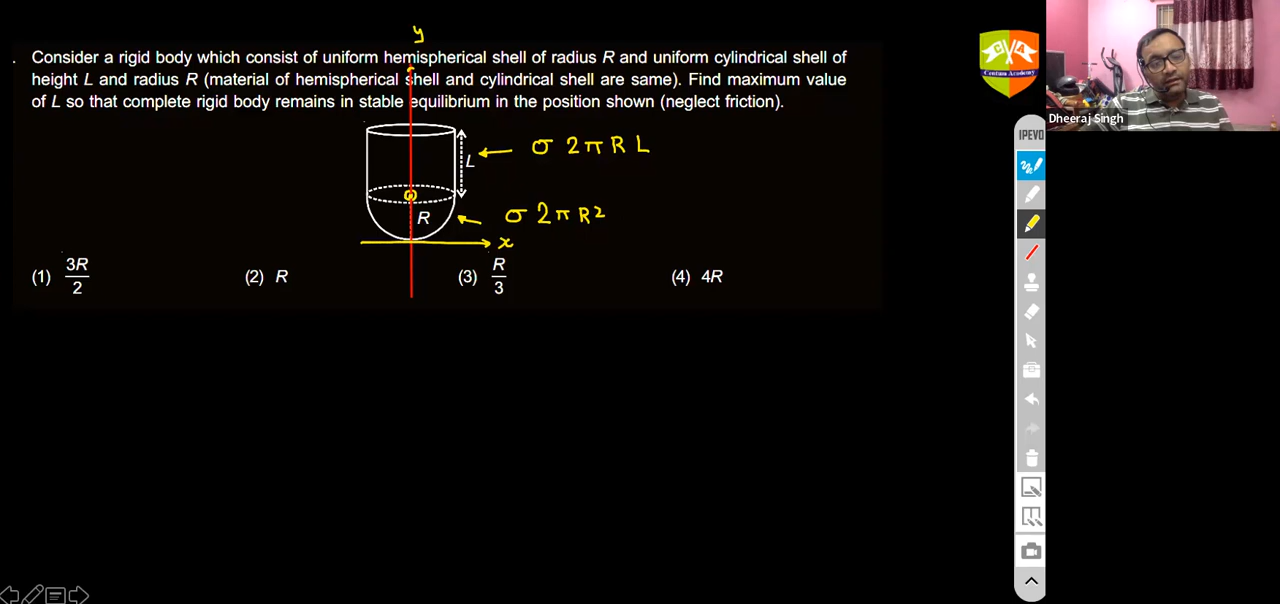 y
. Consider a rigid body which consist of uniform hemispherical shell of radius R and uniform cylindrical shell of
height L and radius R (material of hemispherical shell and cylindrical shell are same). Find maximum value
of L so that complete rigid body remains in stable equilibrium in the position shown (neglect friction).
L
σ 2π R L
R
σ 2π R2
x
(1) 3R/2 (2) R (3) R/3 (4) 4R
Centum Academy
Dheeraj Singh
IPEVO